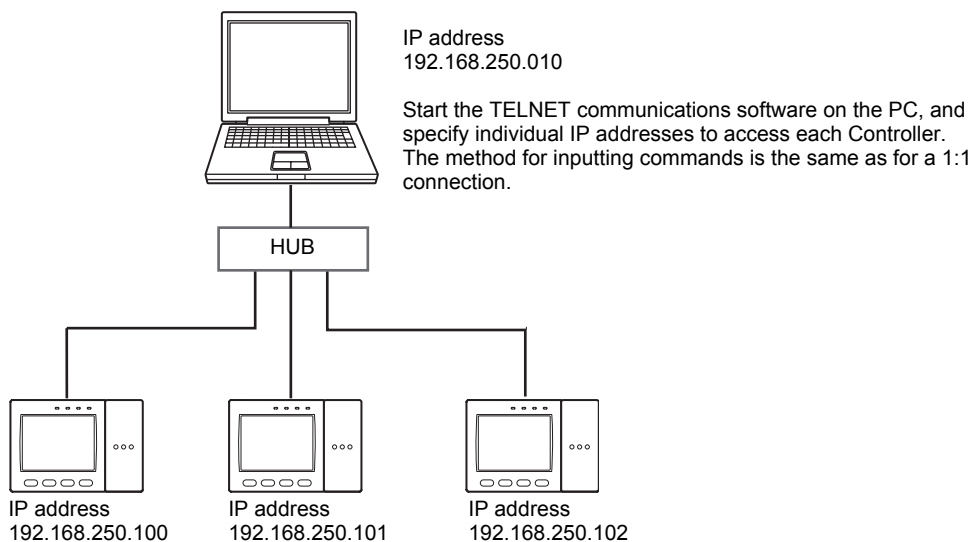 IP address
192.168.250.010
Start the TELNET communications software on the PC, and
specify individual IP addresses to access each Controller.
The method for inputting commands is the same as for a 1:1
connection.
HUB
IP address
192.168.250.100
IP address
192.168.250.101
IP address
192.168.250.102